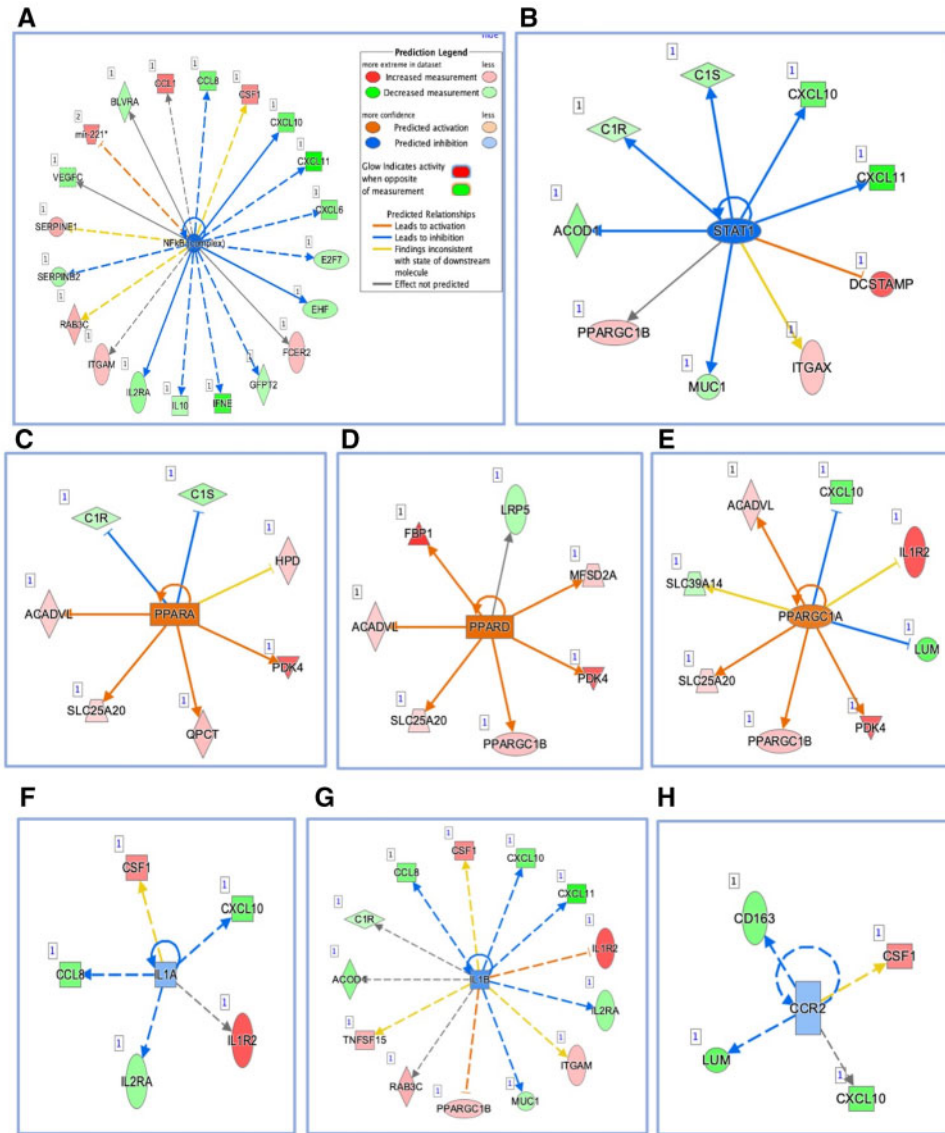 A
B
Prediction Legend
more extreme in dataset less
Increased measurement
Decreased measurement
more confidence less
Predicted activation
Predicted inhibition
Glow Indicates activity
when opposite
of measurement
Predicted Relationships
Leads to activation
Leads to inhibition
Findings inconsistent
with state of downstream
molecule
Effect not predicted
1
CCL1
1
CCL8
1
CSF1
1
BLVRA
1
CXCL10
2
mir-221*
1
CXCL11
1
VEGFC
1
CXCL6
1
SERPINE1
1
E2F7
1
SERPINB2
1
EHF
1
RAB3C
1
FCER2
1
ITGAM
1
GFPT2
1
IL2RA
1
IL10
1
IFNE
1
C1S
1
CXCL10
1
C1R
1
CXCL11
1
ACOD1
STAT1
1
DCSTAMP
1
PPARGC1B
1
ITGAX
1
MUC1
C
D
E
1
C1S
1
C1R
1
HPD
1
ACADVL
PPARA
1
PDK4
1
SLC25A20
1
QPCT
1
LRP5
1
FBP1
1
MFSD2A
1
ACADVL
PPARD
1
PDK4
1
SLC25A20
1
PPARGC1B
1
ACADVL
1
CXCL10
1
IL1R2
1
SLC39A14
PPARGC1A
1
LUM
1
SLC25A20
1
PPARGC1B
1
PDK4
F
G
H
1
CSF1
1
CXCL10
1
CCL8
IL1A
1
IL1R2
1
IL2RA
1
CSF1
1
CXCL10
1
CCL8
1
CXCL11
1
C1R
1
IL1R2
1
ACOD1
IL1B
1
IL2RA
1
TNFSF15
1
ITGAM
1
RAB3C
1
PPARGC1B
1
MUC1
1
CD163
1
CSF1
CCR2
1
LUM
1
CXCL10